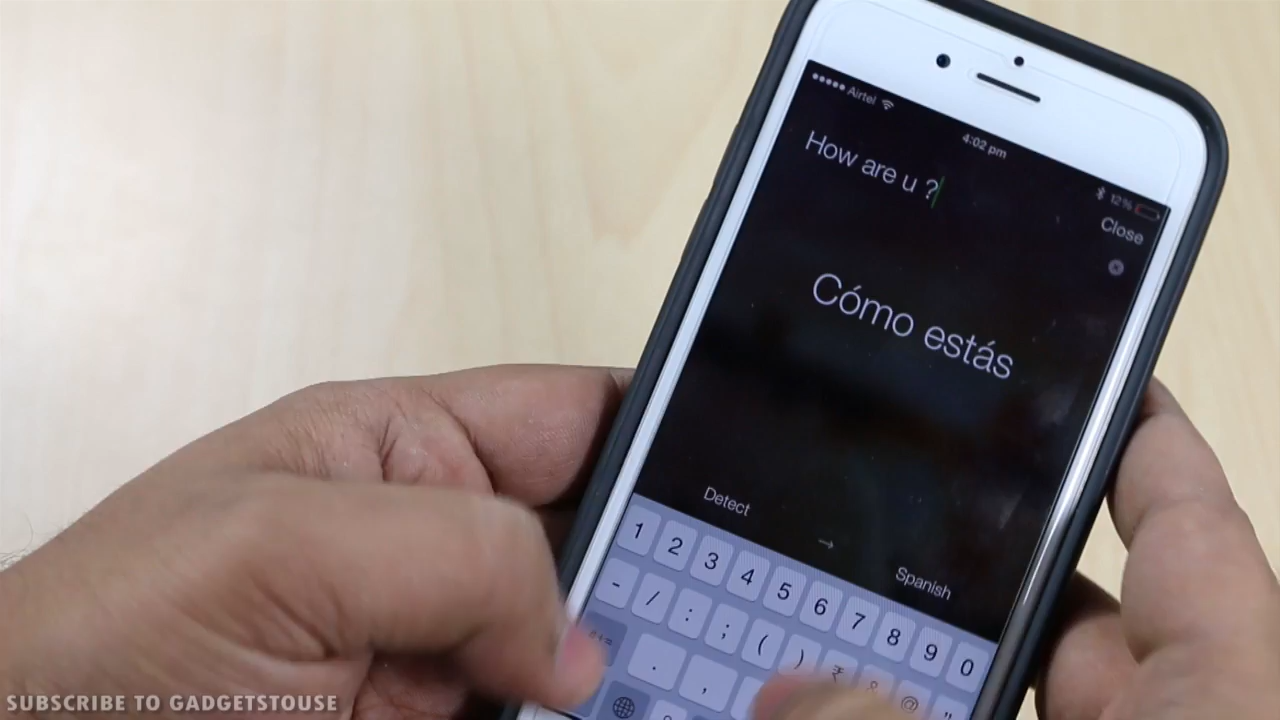 Airtel
4:02 pm
12%
How are u ?
Close
Cómo estás
Detect
→
Spanish
1 2 3 4 5 6 7 8 9 0
- / : ; ( ) ₹ & @ "
. ,
SUBSCRIBE TO GADGETSTOUSE